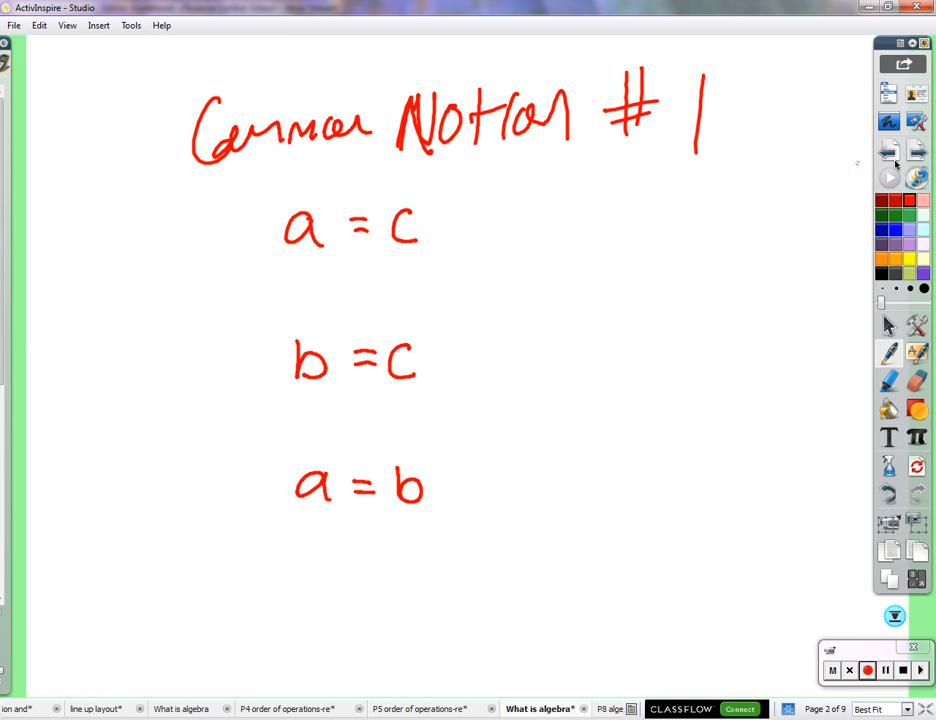 ActivInspire - Studio
File Edit View Insert Tools Help
Common Notion # 1
a = c
b = c
a = b
ion and* line up layout* What is algebra P4 order of operations-re* P5 order of operations-re* What is algebra* P8 alge CLASSFLOW Connect Page 2 of 9 Best Fit
M